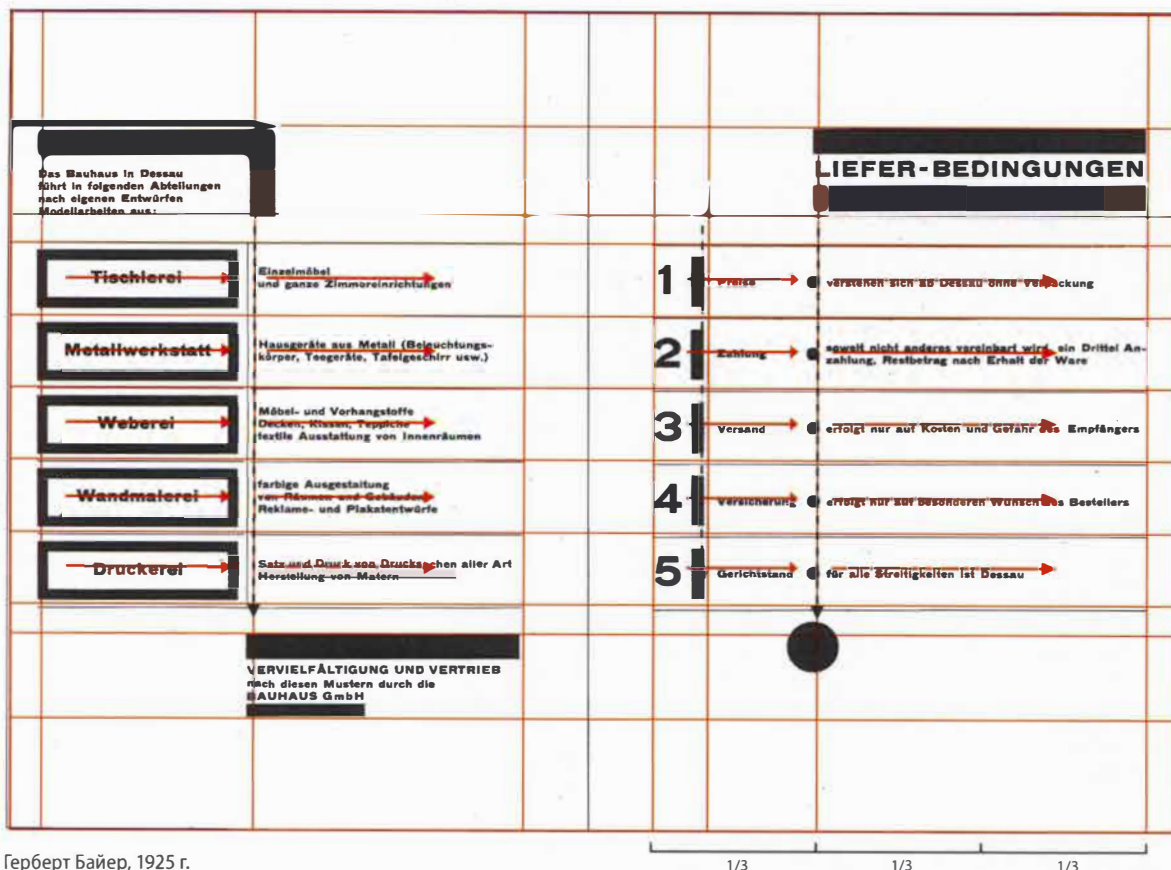 Das Bauhaus in Dessau
führt in folgenden Abteilungen
nach eigenen Entwürfen
Modellarbeiten aus:
Tischlerei
Einzelmöbel
und ganze Zimmereinrichtungen
Metallwerkstatt
Hausgeräte aus Metall (Beleuchtungs-
körper, Teegeräte, Tafelgeschirr usw.)
Weberei
Möbel- und Vorhangstoffe
Decken, Kissen, Teppiche
textile Ausstattung von Innenräumen
Wandmalerei
farbige Ausgestaltung
von Räumen und Gebäuden
Reklame- und Plakatentwürfe
Druckerei
Satz und Druck von Drucksachen aller Art
Herstellung von Matern
VERVIELFÄLTIGUNG UND VERTRIEB
nach diesen Mustern durch die
BAUHAUS GmbH
LIEFER-BEDINGUNGEN
1 Preise verstehen sich ab Dessau ohne Verpackung
2 Zahlung soweit nicht anderes vereinbart wird, ein Drittel An-
zahlung, Restbetrag nach Erhalt der Ware
3 Versand erfolgt nur auf Kosten und Gefahr des Empfängers
4 Versicherung erfolgt nur auf besonderen Wunsch des Bestellers
5 Gerichtstand für alle Streitigkeiten ist Dessau
Герберт Байер, 1925 г.
1/3 1/3 1/3